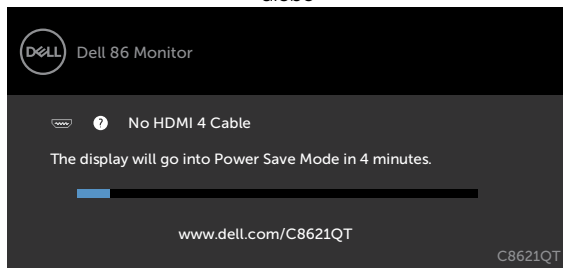 DELL
Dell 86 Monitor
? No HDMI 4 Cable
The display will go into Power Save Mode in 4 minutes.
www.dell.com/C8621QT
C8621QT